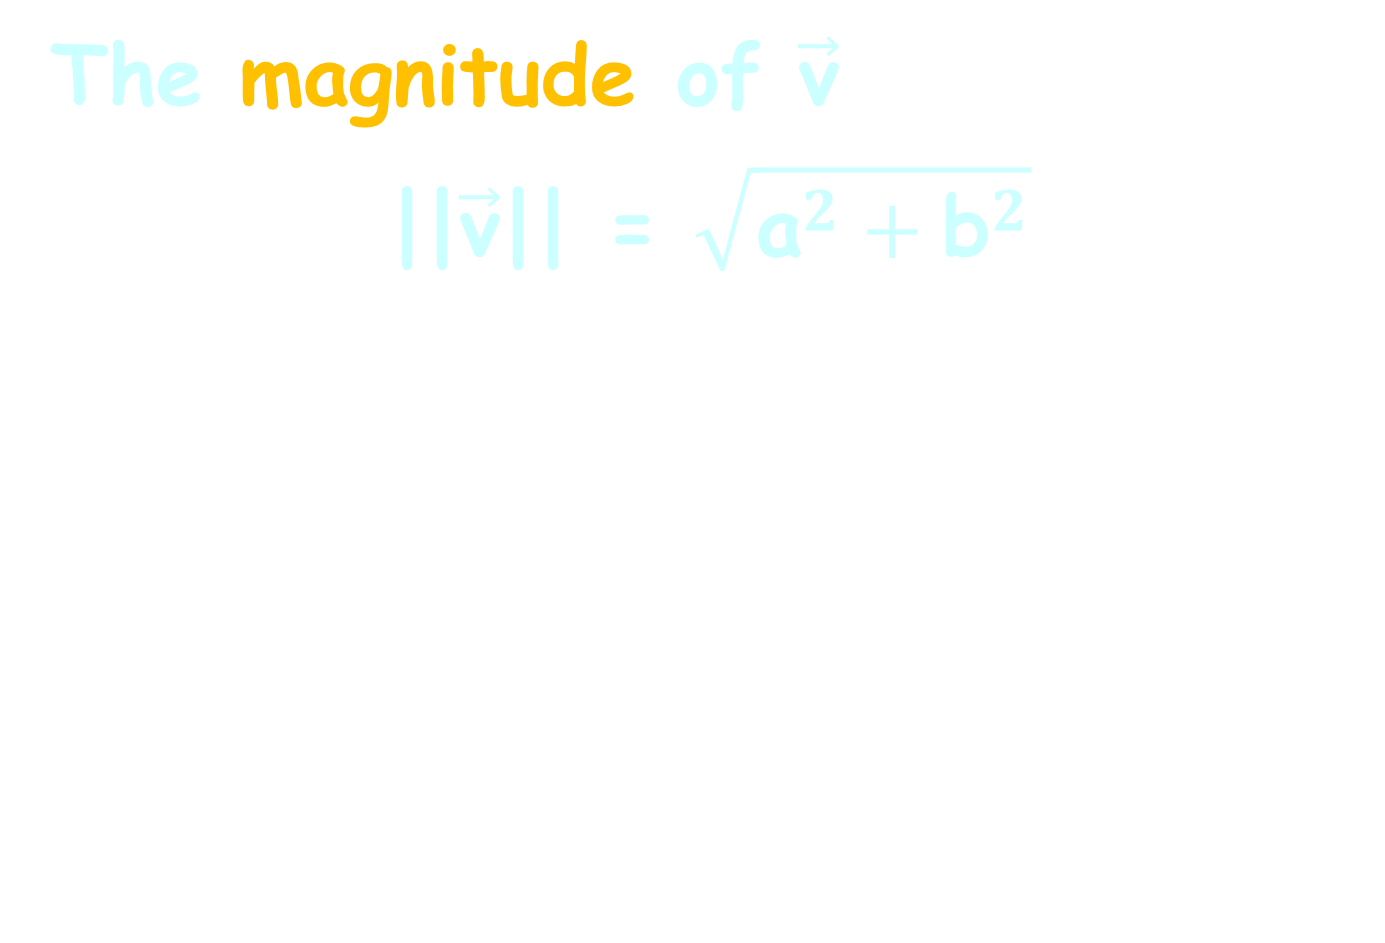 The magnitude of v⃗
||v⃗|| = √(a² + b²)